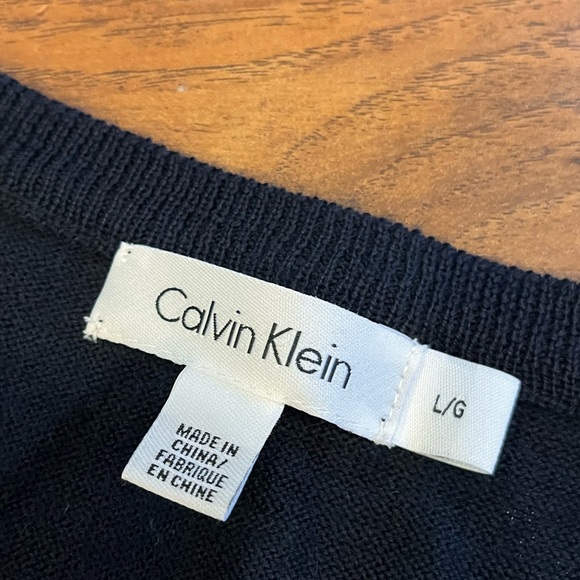 Calvin Klein
L/G
MADE IN
CHINA/
FABRIQUE
EN CHINE